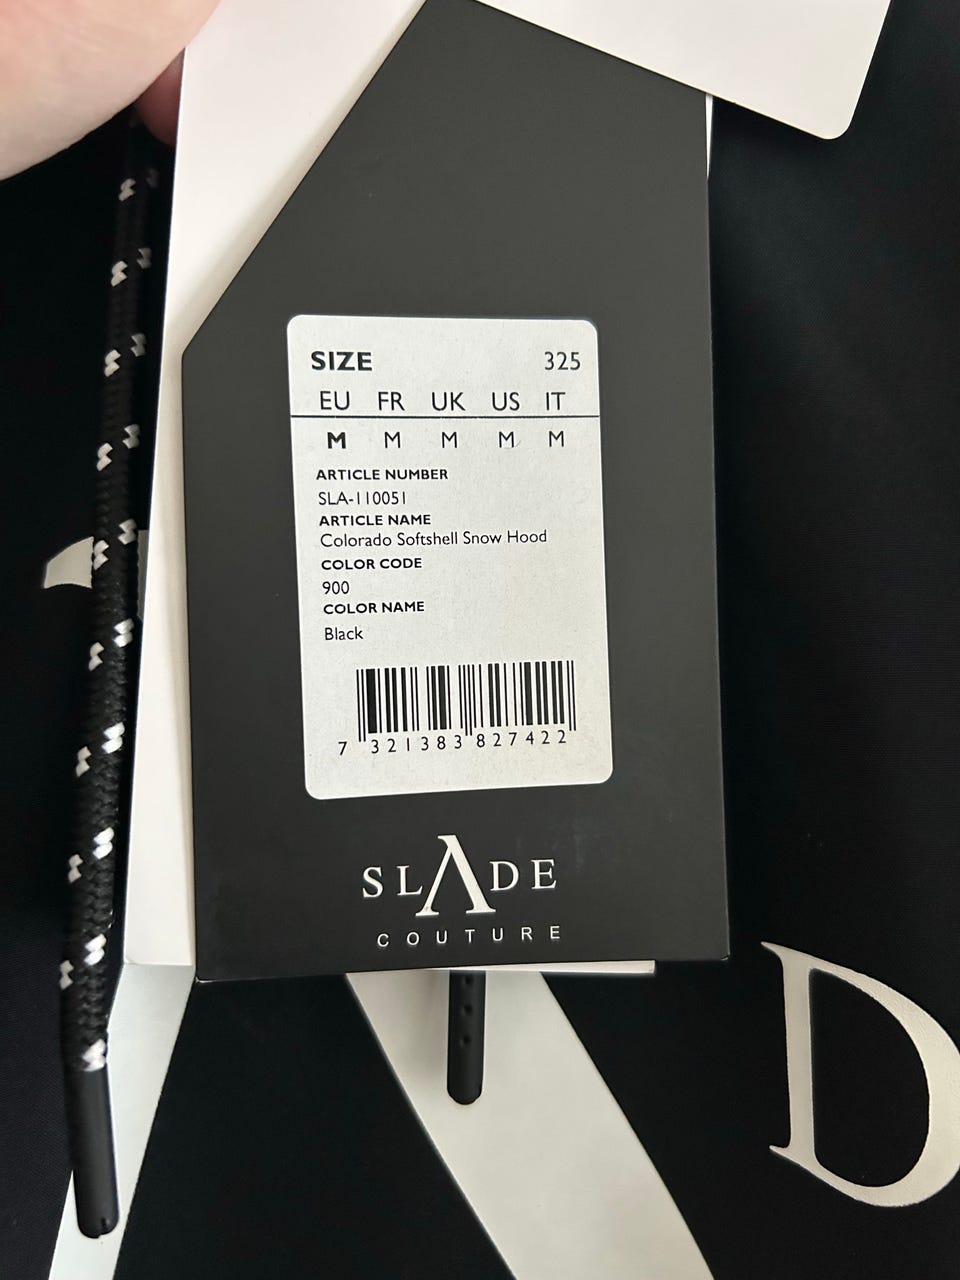 SIZE 325
EU FR UK US IT
M M M M M
ARTICLE NUMBER
SLA-110051
ARTICLE NAME
Colorado Softshell Snow Hood
COLOR CODE
900
COLOR NAME
Black
7 321383 827422
SLADE
COUTURE
D